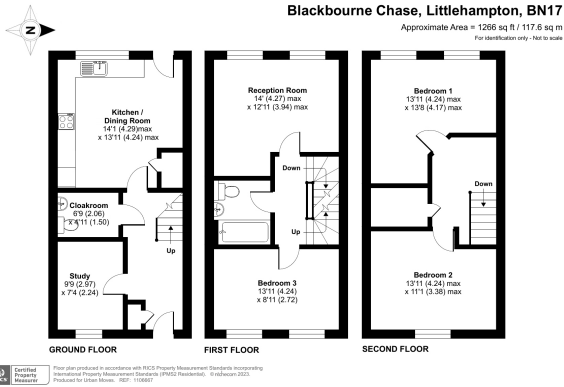 Blackbourne Chase, Littlehampton, BN17
Approximate Area = 1266 sq ft / 117.6 sq m
For identification only - Not to scale
N
Kitchen /
Dining Room
14'1 (4.29)max
x 13'11 (4.24) max
Cloakroom
6'9 (2.06)
x 4'11 (1.50)
Up
Study
9'9 (2.97)
x 7'4 (2.24)
GROUND FLOOR
Reception Room
14' (4.27) max
x 12'11 (3.94) max
Down
Up
Bedroom 3
13'11 (4.24)
x 8'11 (2.72)
FIRST FLOOR
Bedroom 1
13'11 (4.24) max
x 13'8 (4.17) max
Down
Bedroom 2
13'11 (4.24) max
x 11'1 (3.38) max
SECOND FLOOR
Certified
Property
Measurer
Floor plan produced in accordance with RICS Property Measurement Standards incorporating
International Property Measurement Standards (IPMS2 Residential). © nichecom 2023.
Produced for Urban Moves. REF: 1108667